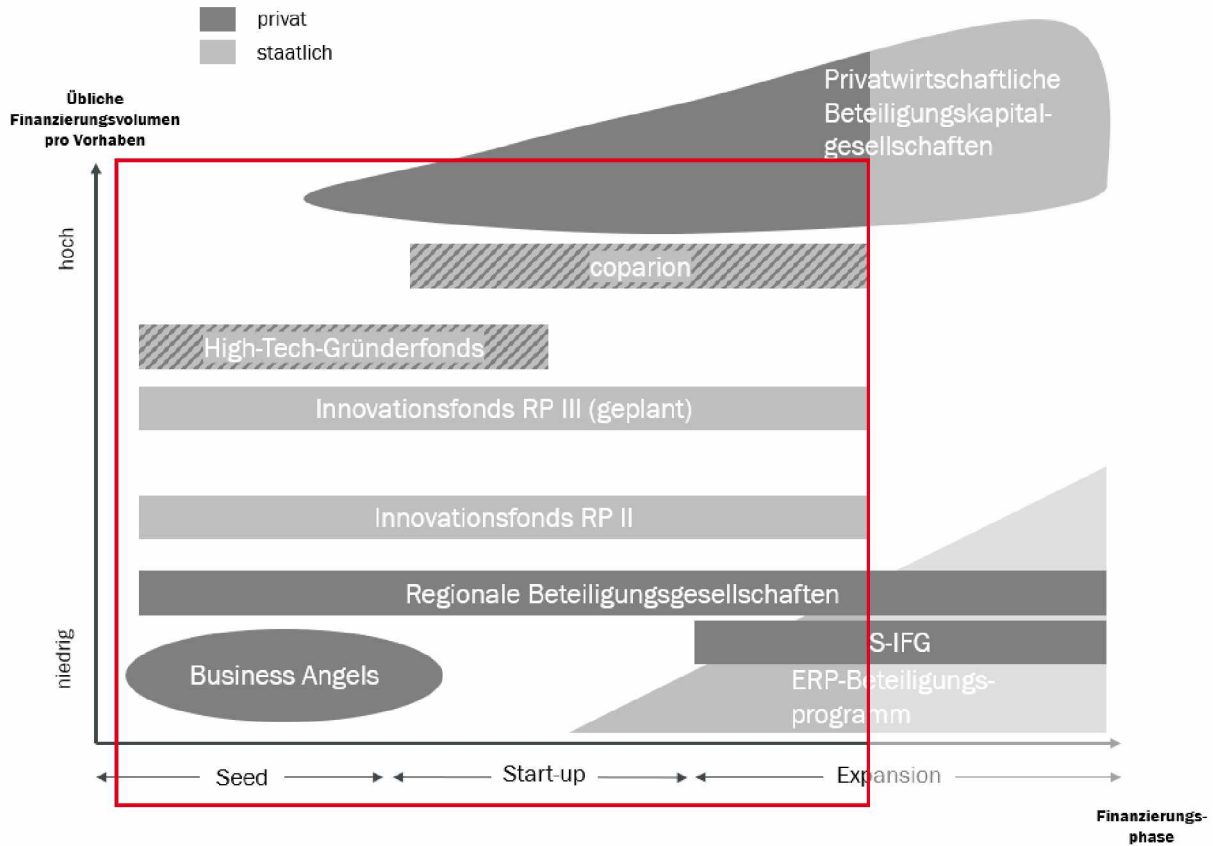 privat
staatlich
Übliche
Finanzierungsvolumen
pro Vorhaben
Privatwirtschaftliche
Beteiligungskapital-
gesellschaften
hoch
coparion
High-Tech-Gründerfonds
Innovationsfonds RP III (geplant)
Innovationsfonds RP II
Regionale Beteiligungsgesellschaften
niedrig
S-IFG
Business Angels
ERP-Beteiligungs-
programm
Seed
Start-up
Expansion
Finanzierungs-
phase